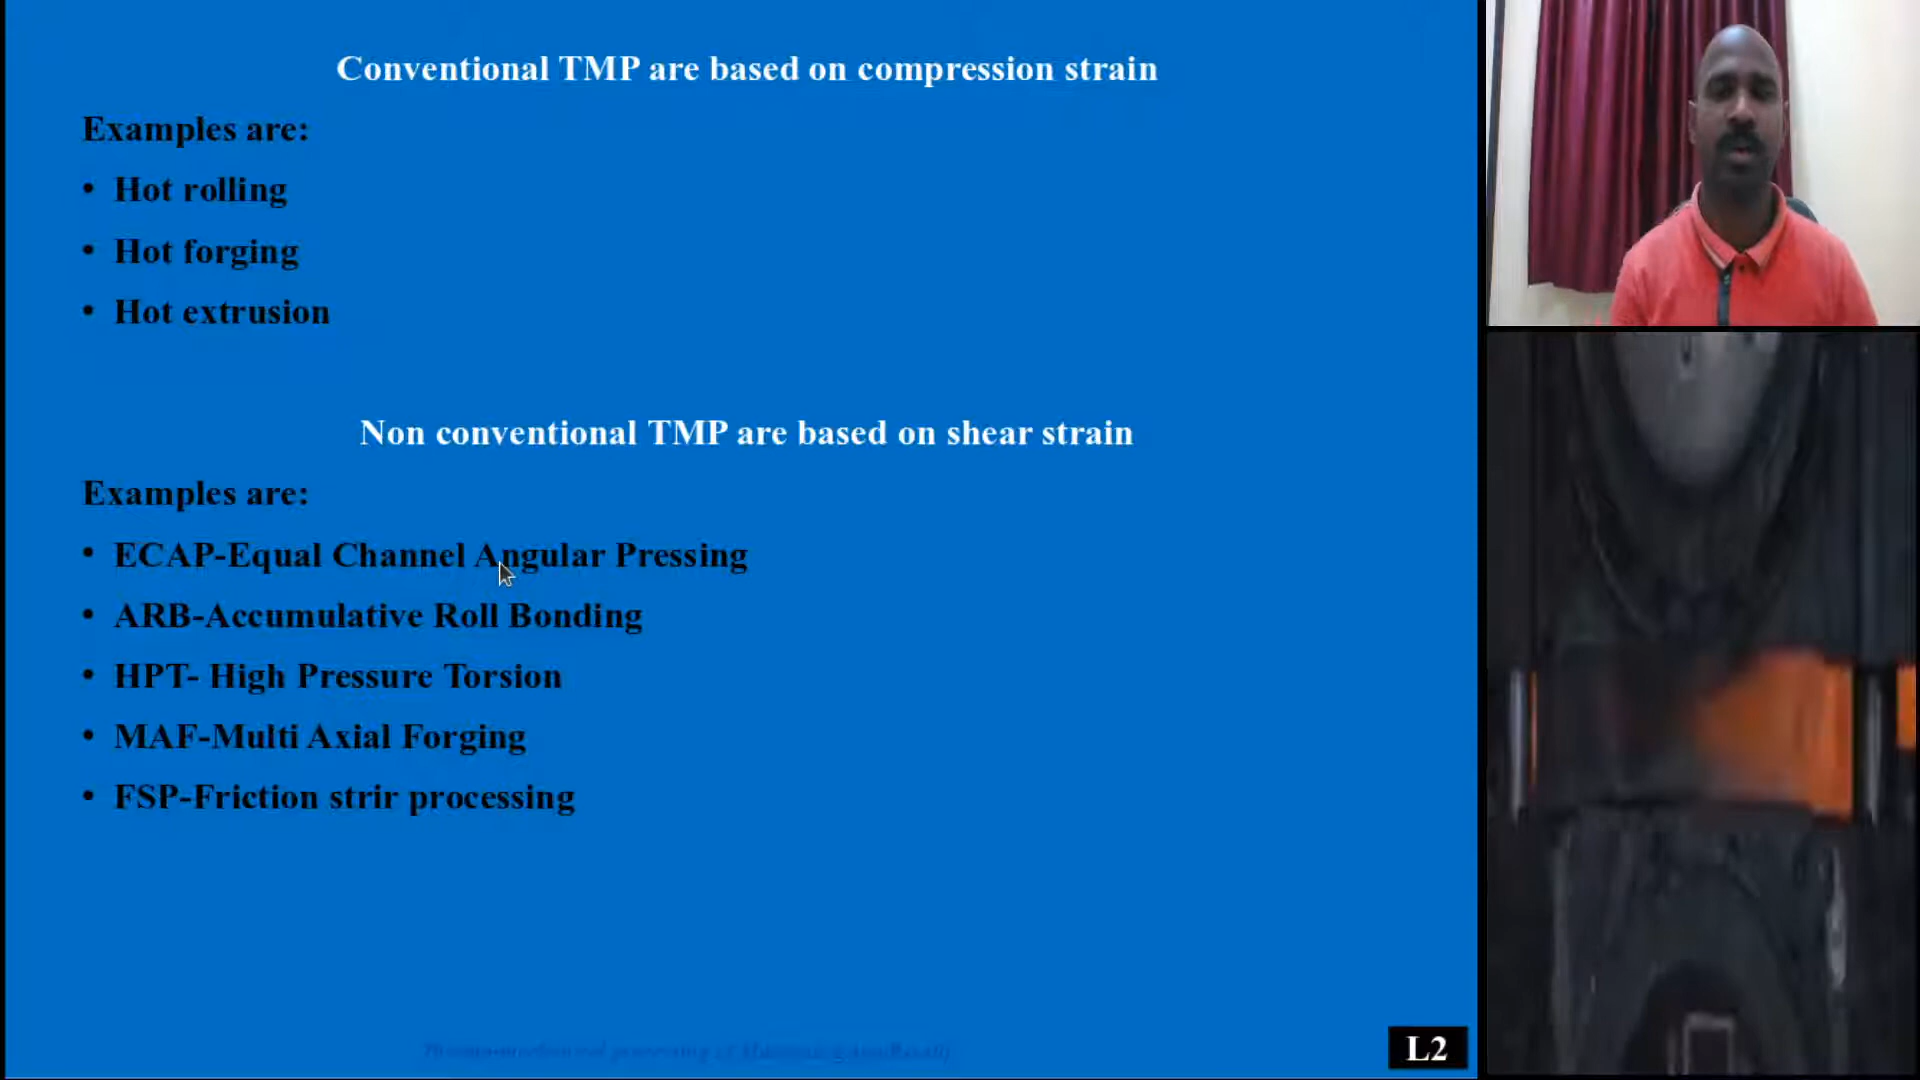 Conventional TMP are based on compression strain
Examples are:
• Hot rolling
• Hot forging
• Hot extrusion
Non conventional TMP are based on shear strain
Examples are:
• ECAP-Equal Channel Angular Pressing
• ARB-Accumulative Roll Bonding
• HPT- High Pressure Torsion
• MAF-Multi Axial Forging
• FSP-Friction strir processing
L2